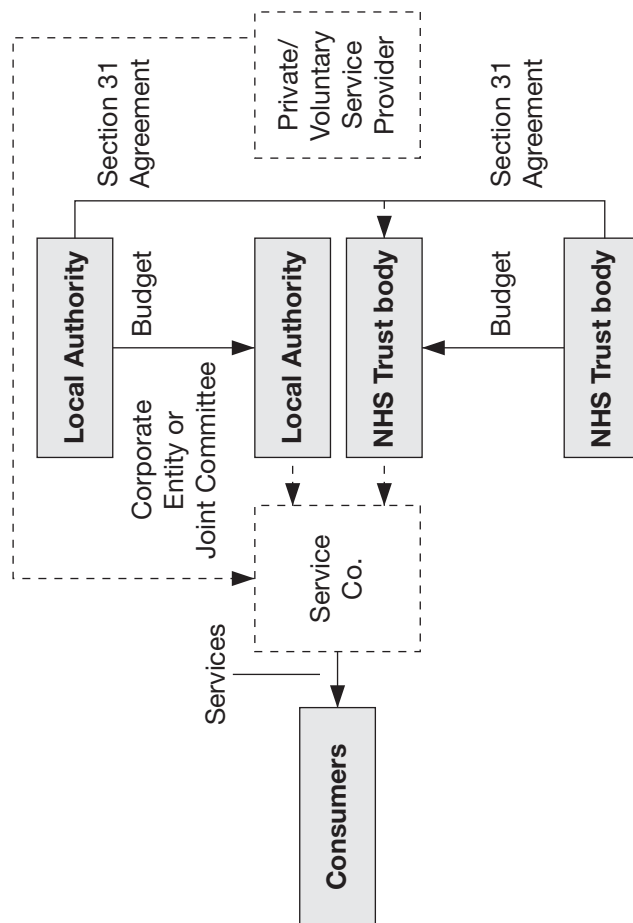 Local Authority
Section 31
Agreement
Corporate
Entity or
Joint Committee
Budget
Services
Consumers
Service
Co.
Local Authority
NHS Trust body
Private/
Voluntary
Service
Provider
Budget
Section 31
Agreement
NHS Trust body